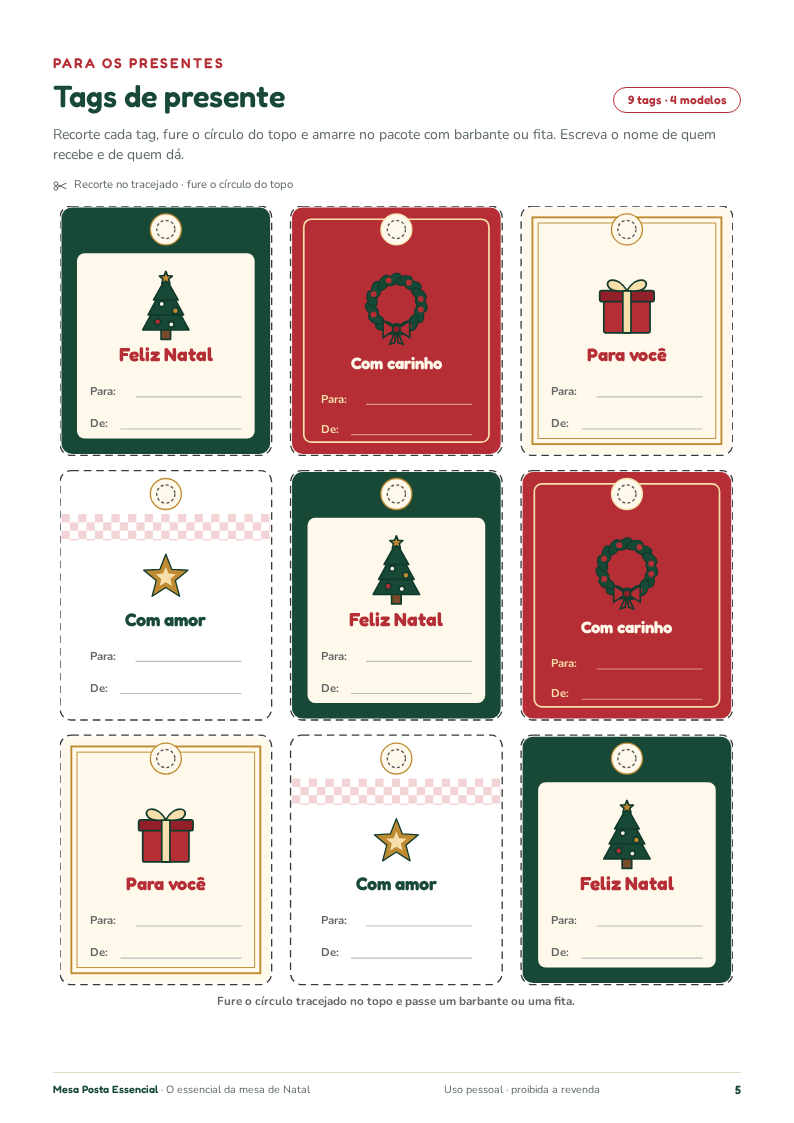 PARA OS PRESENTES
Tags de presente
9 tags · 4 modelos
Recorte cada tag, fure o círculo do topo e amarre no pacote com barbante ou fita. Escreva o nome de quem
recebe e de quem dá.
Recorte no tracejado · fure o círculo do topo
Feliz Natal
Para:
De:
Com carinho
Para:
De:
Para você
Para:
De:
Com amor
Para:
De:
Feliz Natal
Para:
De:
Com carinho
Para:
De:
Para você
Para:
De:
Com amor
Para:
De:
Feliz Natal
Para:
De:
Fure o círculo tracejado no topo e passe um barbante ou uma fita.
Mesa Posta Essencial · O essencial da mesa de Natal
Uso pessoal · proibida a revenda
5